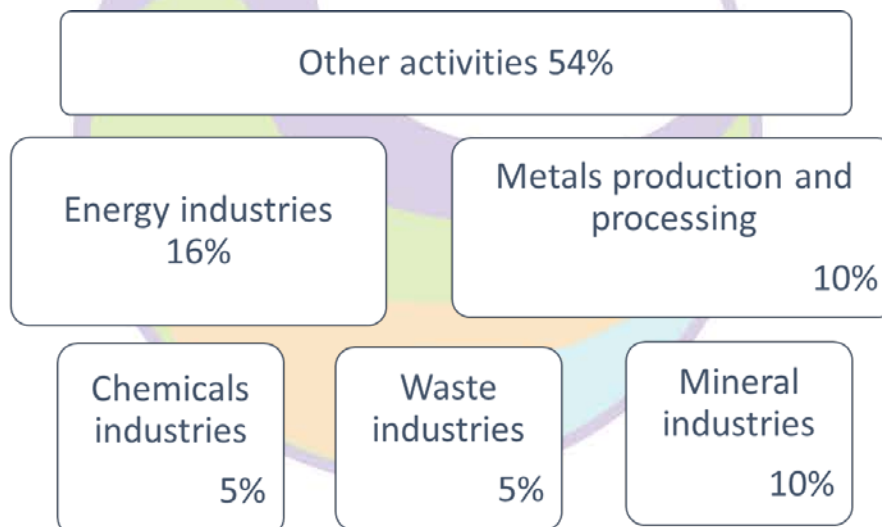 Other activities 54%
Energy industries
16%
Metals production and
processing
10%
Chemicals
industries
5%
Waste
industries
5%
Mineral
industries
10%